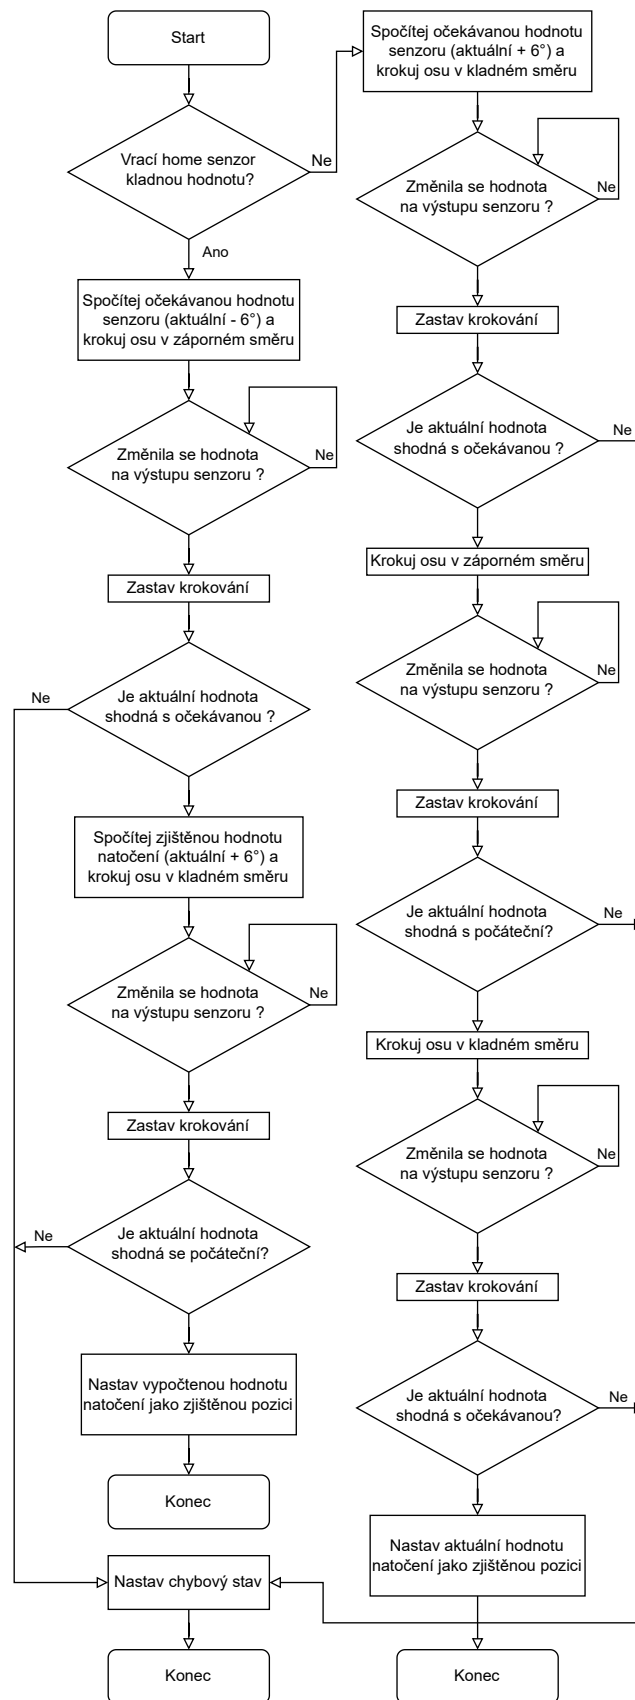 Start
Vrací home senzor
kladnou hodnotu?
Ne
Ano
Spočítej očekávanou hodnotu
senzoru (aktuální - 6°) a
krokuj osu v záporném směru
Změnila se hodnota
na výstupu senzoru ?
Ne
Zastav krokování
Je aktuální hodnota
shodná s očekávanou ?
Ne
Spočítej zjištěnou hodnotu
natočení (aktuální + 6°) a
krokuj osu v kladném směru
Změnila se hodnota
na výstupu senzoru ?
Ne
Zastav krokování
Je aktuální hodnota
shodná se počáteční?
Ne
Nastav vypočtenou hodnotu
natočení jako zjištěnou pozici
Konec
Nastav chybový stav
Konec
Spočítej očekávanou hodnotu
senzoru (aktuální + 6°) a
krokuj osu v kladném směru
Změnila se hodnota
na výstupu senzoru ?
Ne
Zastav krokování
Je aktuální hodnota
shodná s očekávanou ?
Ne
Krokuj osu v záporném směru
Změnila se hodnota
na výstupu senzoru ?
Ne
Zastav krokování
Je aktuální hodnota
shodná s počáteční?
Ne
Krokuj osu v kladném směru
Změnila se hodnota
na výstupu senzoru ?
Ne
Zastav krokování
Je aktuální hodnota
shodná s očekávanou?
Ne
Nastav aktuální hodnotu
natočení jako zjištěnou pozici
Konec